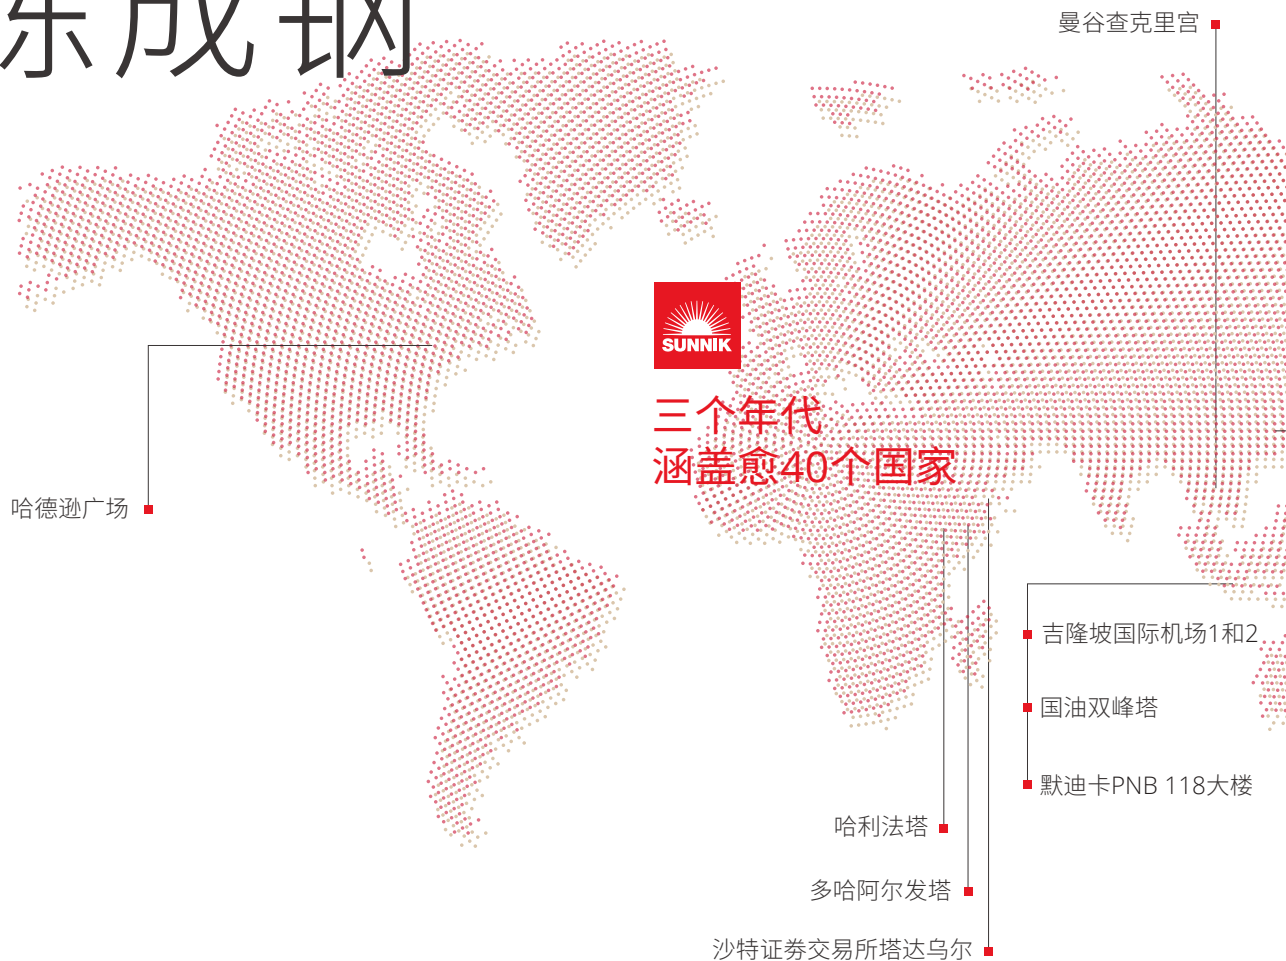 成钢
曼谷查克里宫
SUNNIK
三个年代
涵盖愈40个国家
哈德逊广场
吉隆坡国际机场1和2
国油双峰塔
默迪卡PNB 118大楼
哈利法塔
多哈阿尔发塔
沙特证券交易所塔达乌尔